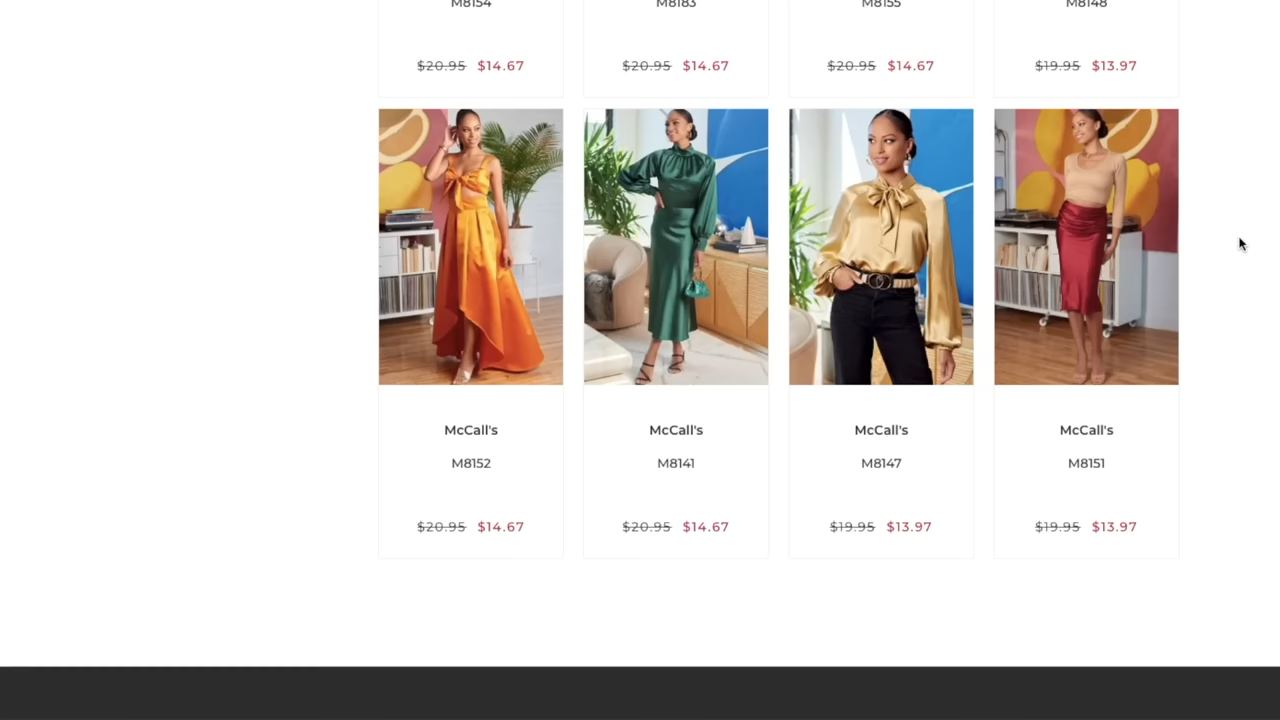 M8154 M8183 M8155 M8148
$20.95 $14.67 $20.95 $14.67 $20.95 $14.67 $19.95 $13.97
McCall's McCall's McCall's McCall's
M8152 M8141 M8147 M8151
$20.95 $14.67 $20.95 $14.67 $19.95 $13.97 $19.95 $13.97